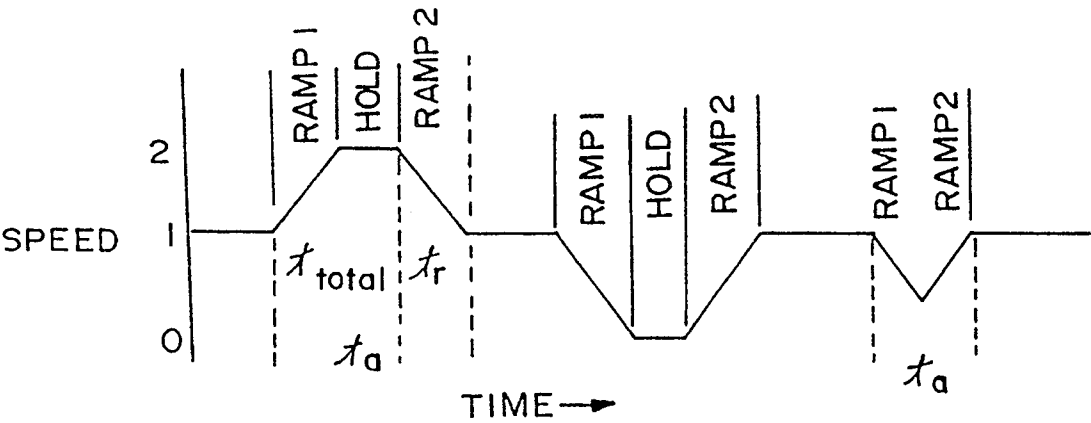 RAMP 1
HOLD
RAMP 2
RAMP 1
HOLD
RAMP 2
RAMP 1
RAMP 2
2
SPEED 1
0
t total
t r
t a
t a
TIME